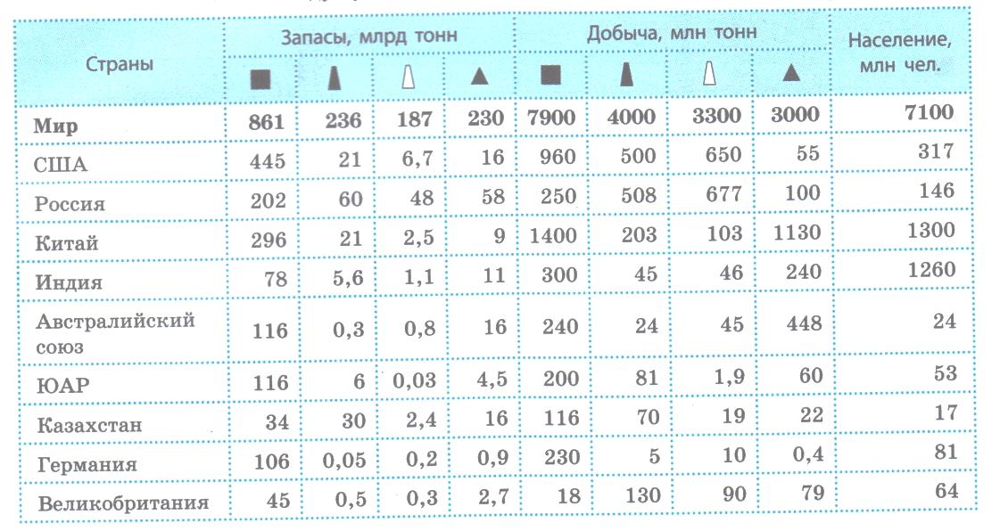 Страны Запасы, млрд тонн Добыча, млн тонн Население, млн чел.
■ ▲ ■ ▲
Мир 861 236 187 230 7900 4000 3300 3000 7100
США 445 21 6,7 16 960 500 650 55 317
Россия 202 60 48 58 250 508 677 100 146
Китай 296 21 2,5 9 1400 203 103 1130 1300
Индия 78 5,6 1,1 11 300 45 46 240 1260
Австралийский союз 116 0,3 0,8 16 240 24 45 448 24
ЮАР 116 6 0,03 4,5 200 81 1,9 60 53
Казахстан 34 30 2,4 16 116 70 19 22 17
Германия 106 0,05 0,2 0,9 230 5 10 0,4 81
Великобритания 45 0,5 0,3 2,7 18 130 90 79 64